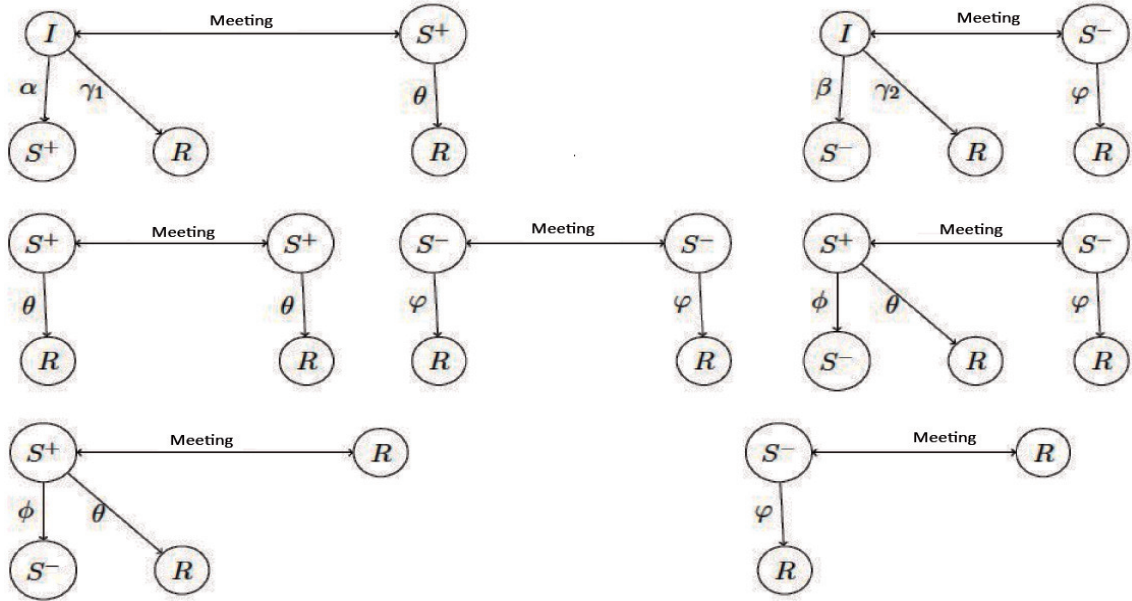 I Meeting S⁺ I Meeting S⁻
α γ₁ θ β γ₂ φ
S⁺ R R S⁻ R R
S⁺ Meeting S⁺ S⁻ Meeting S⁻ S⁺ Meeting S⁻
θ θ φ φ ϕ θ φ
R R R R S⁻ R R
S⁺ Meeting R S⁻ Meeting R
ϕ θ φ
S⁻ R R